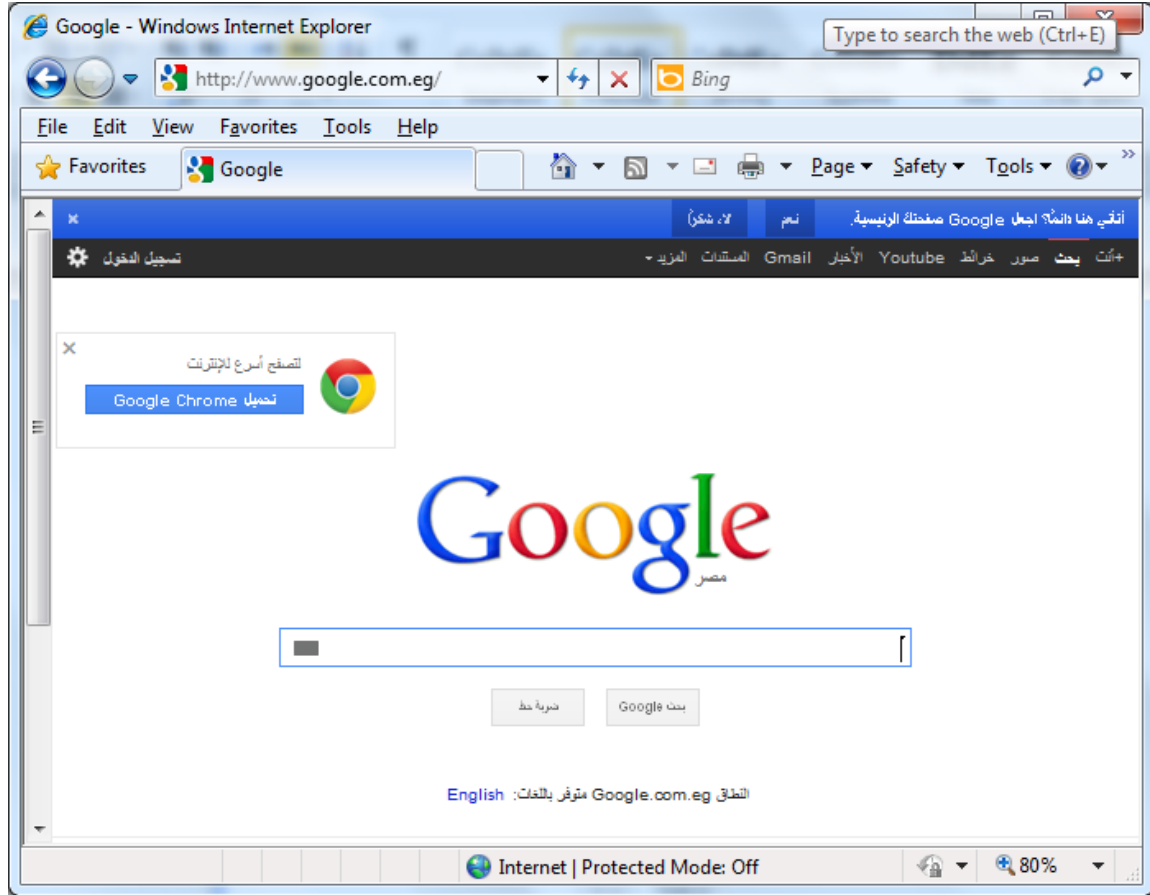 Google - Windows Internet Explorer
Type to search the web (Ctrl+E)
http://www.google.com.eg/
Bing
File Edit View Favorites Tools Help
Favorites Google Page Safety Tools
أتأتي هنا دائمًا؟ اجعل Google صفحتك الرئيسية. نعم لا، شكرًا
+أنت بحث صور خرائط Youtube الأخبار Gmail المستندات المزيد تسجيل الدخول
لتصفح أسرع للإنترنت
تحميل Google Chrome
Google
مصر
بحث Google ضربة حظ
النطاق Google.com.eg متوفر باللغات: English
Internet | Protected Mode: Off 80%